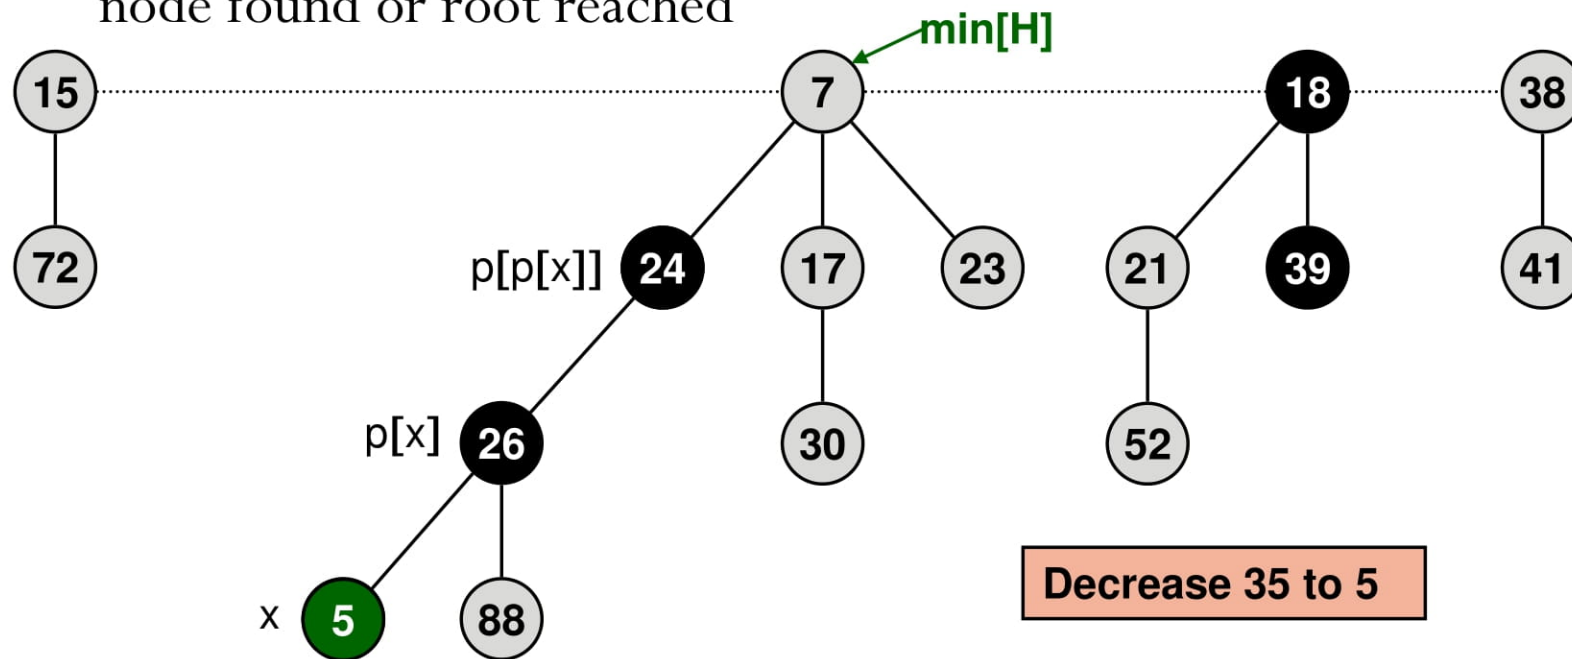 node found or root reached
min[H]
15
7
18
38
72
p[p[x]]
24
17
23
21
39
41
p[x]
26
30
52
x
5
88
Decrease 35 to 5